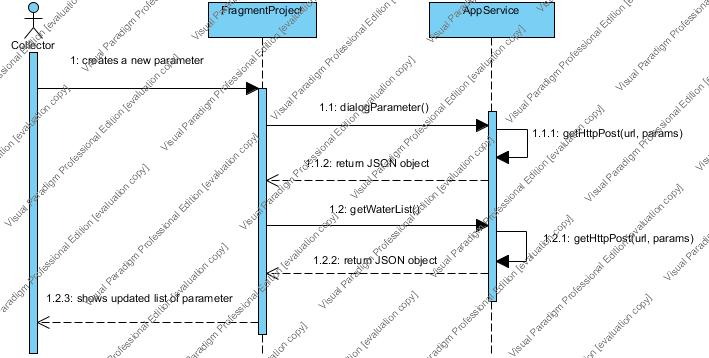 FragmentProject
AppService
Collector
1: creates a new parameter
1.1: dialogParameter()
1.1.1: getHttpPost(url, params)
1.1.2: return JSON object
1.2: getWaterList()
1.2.1: getHttpPost(url, params)
1.2.2: return JSON object
1.2.3: shows updated list of parameter
Visual Paradigm Professional Edition [evaluation copy]